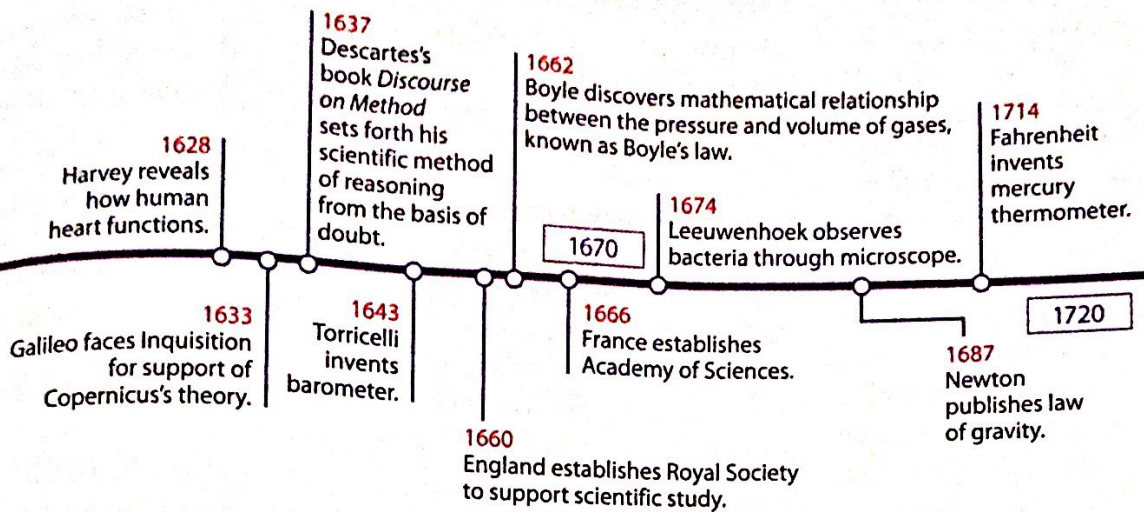 1628
Harvey reveals
how human
heart functions.
1633
Galileo faces Inquisition
for support of
Copernicus's theory.
1637
Descartes's
book Discourse
on Method
sets forth his
scientific method
of reasoning
from the basis of
doubt.
1643
Torricelli
invents
barometer.
1660
England establishes Royal Society
to support scientific study.
1662
Boyle discovers mathematical relationship
between the pressure and volume of gases,
known as Boyle's law.
1666
France establishes
Academy of Sciences.
1670
1674
Leeuwenhoek observes
bacteria through microscope.
1687
Newton
publishes law
of gravity.
1714
Fahrenheit
invents
mercury
thermometer.
1720